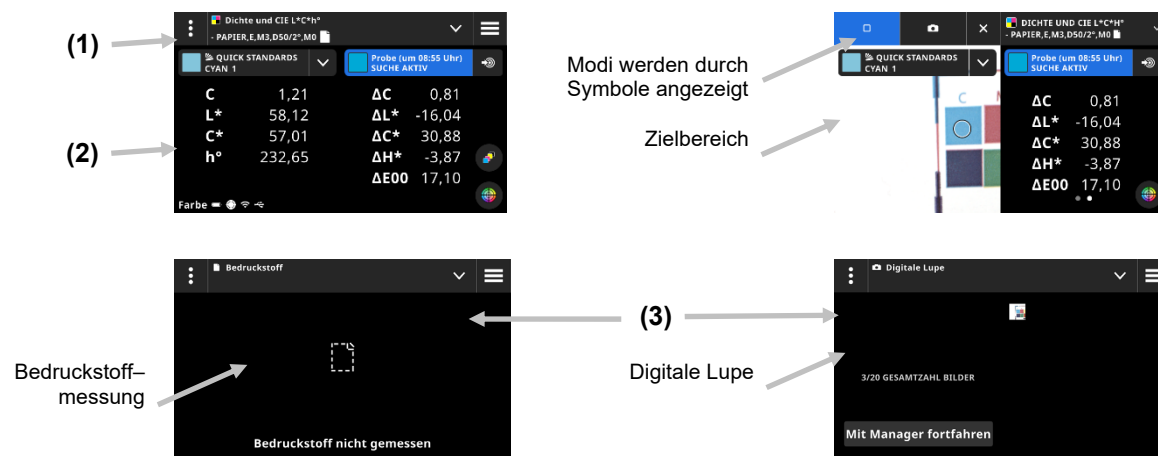 (1)
Dichte und CIE L*C*h°
- PAPIER,E,M3,D50/2°,M0
QUICK STANDARDS
CYAN 1
Probe (um 08:55 Uhr)
SUCHE AKTIV
(2)
C 1,21 ΔC 0,81
L* 58,12 ΔL* -16,04
C* 57,01 ΔC* 30,88
h° 232,65 ΔH* -3,87
ΔE00 17,10
Farbe
Modi werden durch
Symbole angezeigt
Zielbereich
DICHTE UND CIE L*C*H°
- PAPIER,E,M3,D50/2°,M0
QUICK STANDARDS
CYAN 1
Probe (um 08:55 Uhr)
SUCHE AKTIV
C M
ΔC 0,81
ΔL* -16,04
ΔC* 30,88
ΔH* -3,87
ΔE00 17,10
Bedruckstoff–
messung
Bedruckstoff
Bedruckstoff nicht gemessen
(3)
Digitale Lupe
Digitale Lupe
3/20 GESAMTZAHL BILDER
Mit Manager fortfahren